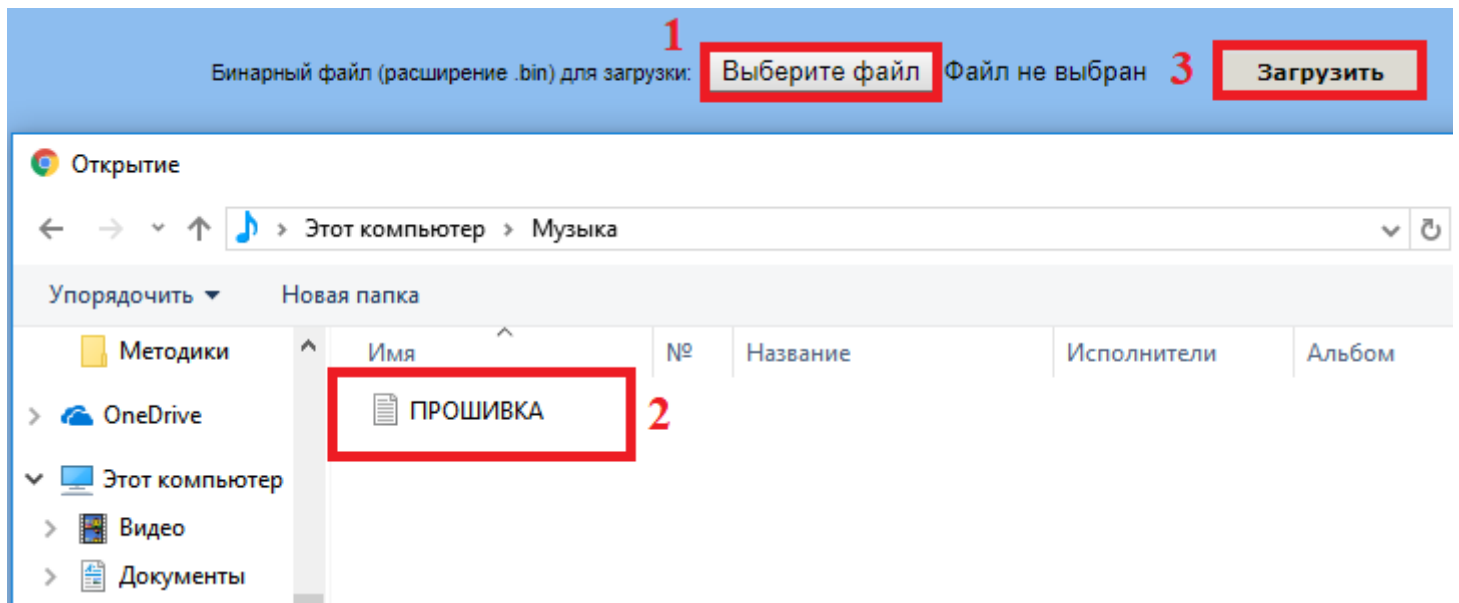 1
Бинарный файл (расширение .bin) для загрузки: Выберите файл Файл не выбран 3 Загрузить
Открытие
Этот компьютер > Музыка
Упорядочить Новая папка
Методики Имя № Название Исполнители Альбом
OneDrive ПРОШИВКА 2
Этот компьютер
Видео
Документы